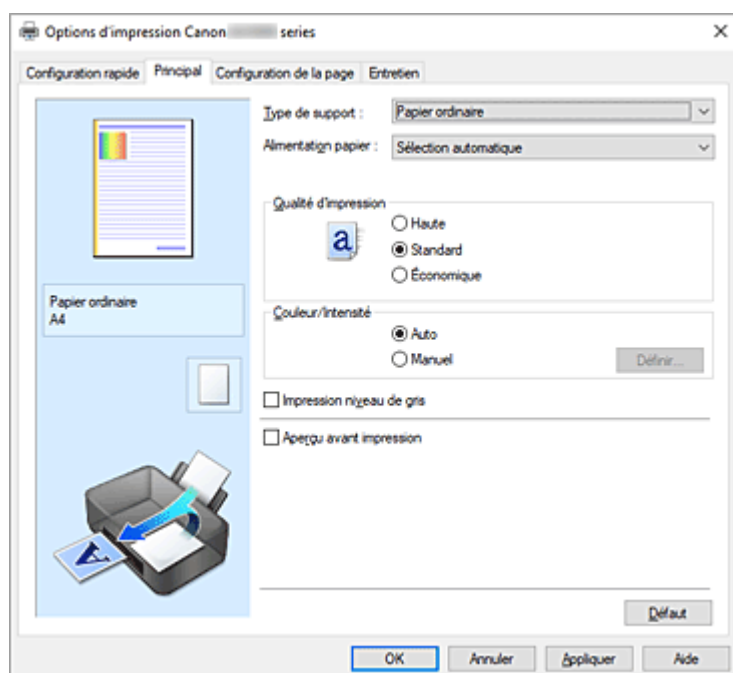 Options d'impression Canon series
Configuration rapide Principal Configuration de la page Entretien
Type de support : Papier ordinaire
Alimentation papier : Sélection automatique
Qualité d'impression
a
Haute
Standard
Économique
Papier ordinaire
A4
Couleur/Intensité
Auto
Manuel Définir...
Impression niveau de gris
Aperçu avant impression
A
Défaut
OK Annuler Appliquer Aide